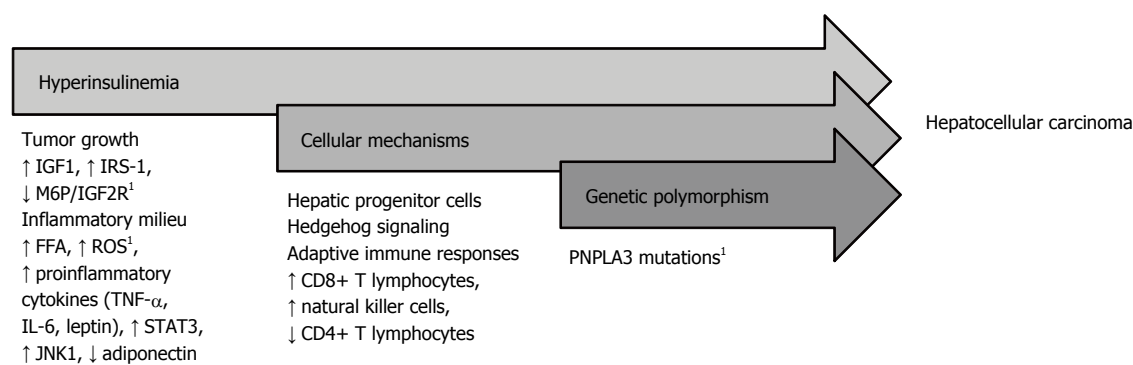 Hyperinsulinemia
Tumor growth
↑ IGF1, ↑ IRS-1,
↓ M6P/IGF2R¹
Inflammatory milieu
↑ FFA, ↑ ROS¹,
↑ proinflammatory
cytokines (TNF-α,
IL-6, leptin), ↑ STAT3,
↑ JNK1, ↓ adiponectin
Cellular mechanisms
Hepatic progenitor cells
Hedgehog signaling
Adaptive immune responses
↑ CD8+ T lymphocytes,
↑ natural killer cells,
↓ CD4+ T lymphocytes
Genetic polymorphism
PNPLA3 mutations¹
Hepatocellular carcinoma